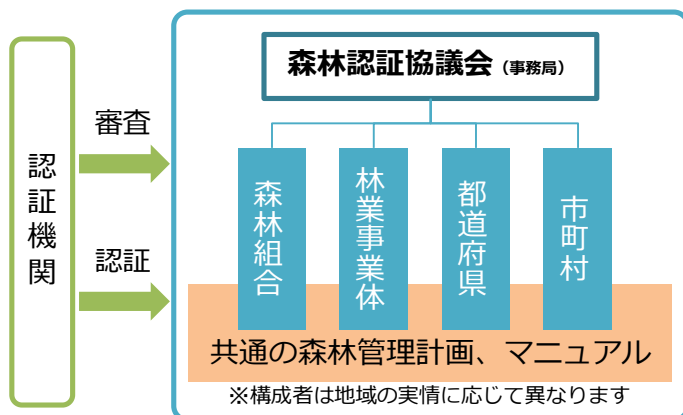 認証機関
審査
認証
森林認証協議会(事務局)
森林組合
林業事業体
都道府県
市町村
共通の森林管理計画、マニュアル
※構成者は地域の実情に応じて異なります